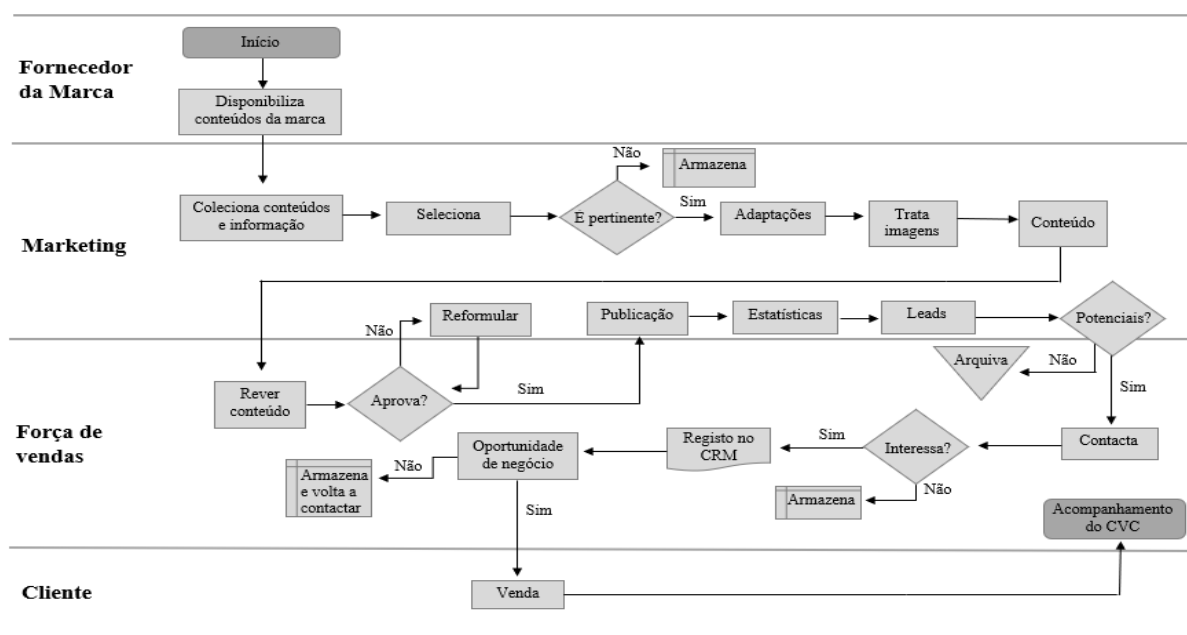 Início
Fornecedor
da Marca
Disponibiliza
conteúdos da marca
Não
Armazena
Coleciona conteúdos
e informação
Seleciona
É pertinente?
Sim
Adaptações
Trata
imagens
Conteúdo
Marketing
Reformular
Não
Publicação
Estatísticas
Leads
Potenciais?
Arquiva
Não
Sim
Rever
conteúdo
Aprova?
Sim
Força de
vendas
Oportunidade
de negócio
Registo no
CRM
Sim
Interessa?
Contacta
Não
Armazena
e volta a
contactar
Não
Armazena
Sim
Acompanhamento
do CVC
Cliente
Venda